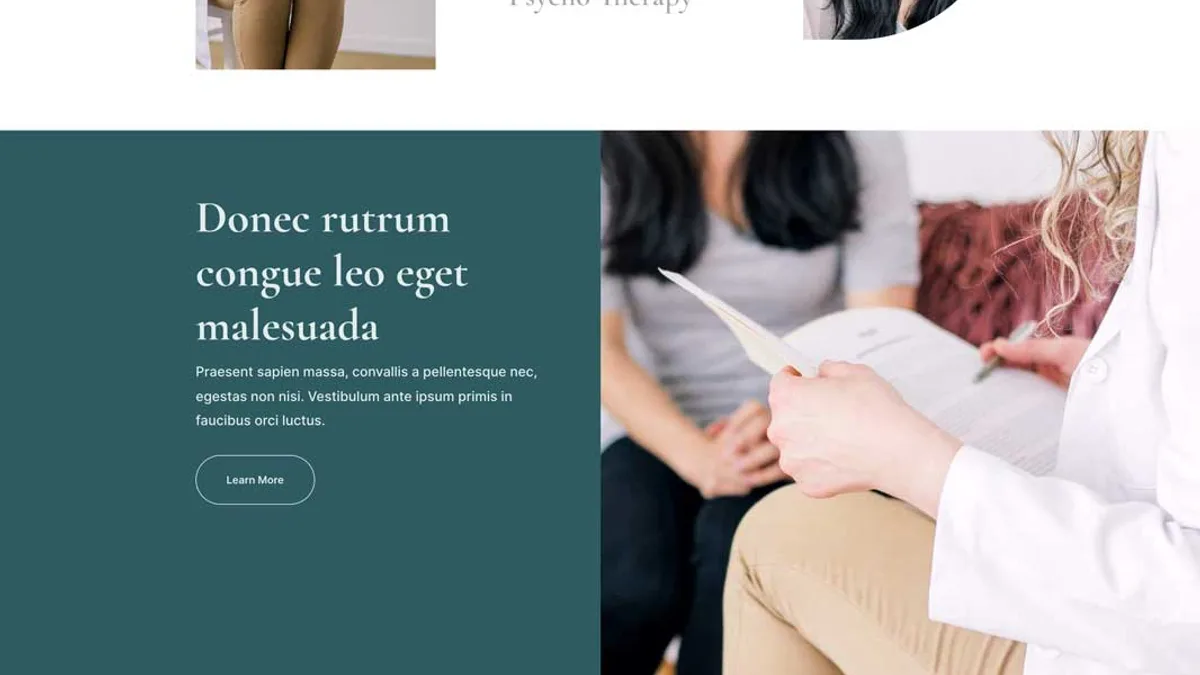 Psycho-Therapy
Donec rutrum
congue leo eget
malesuada
Praesent sapien massa, convallis a pellentesque nec,
egestas non nisi. Vestibulum ante ipsum primis in
faucibus orci luctus.
Learn More